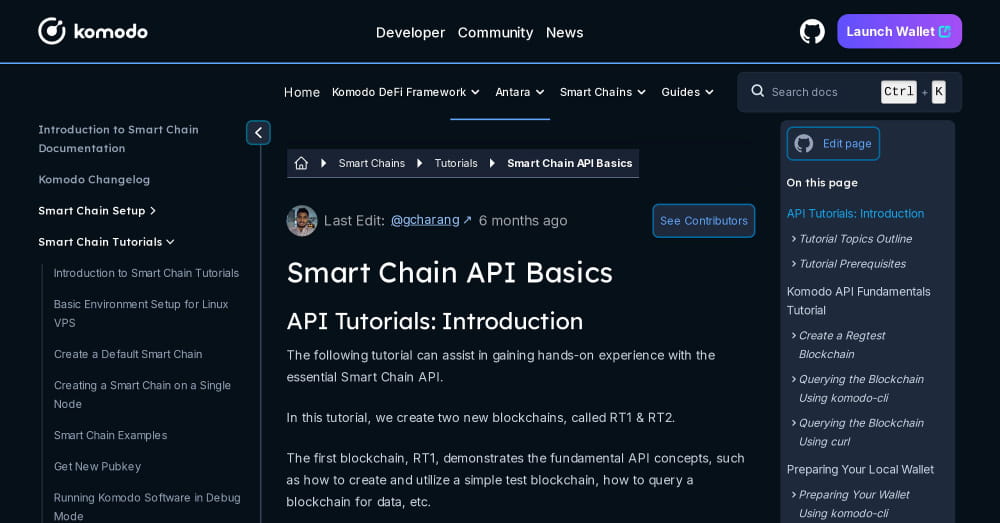 komodo
Developer Community News
Launch Wallet
Home Komodo DeFi Framework Antara Smart Chains Guides
Search docs Ctrl + K
Introduction to Smart Chain
Documentation
Komodo Changelog
Smart Chain Setup
Smart Chain Tutorials
Introduction to Smart Chain Tutorials
Basic Environment Setup for Linux
VPS
Create a Default Smart Chain
Creating a Smart Chain on a Single
Node
Smart Chain Examples
Get New Pubkey
Running Komodo Software in Debug
Mode
Smart Chains Tutorials Smart Chain API Basics
Last Edit: @gcharang ↗ 6 months ago
See Contributors
Smart Chain API Basics
API Tutorials: Introduction
The following tutorial can assist in gaining hands-on experience with the
essential Smart Chain API.
In this tutorial, we create two new blockchains, called RT1 & RT2.
The first blockchain, RT1, demonstrates the fundamental API concepts, such
as how to create and utilize a simple test blockchain, how to query a
blockchain for data, etc.
Edit page
On this page
API Tutorials: Introduction
Tutorial Topics Outline
Tutorial Prerequisites
Komodo API Fundamentals
Tutorial
Create a Regtest
Blockchain
Querying the Blockchain
Using komodo-cli
Querying the Blockchain
Using curl
Preparing Your Local Wallet
Preparing Your Wallet
Using komodo-cli